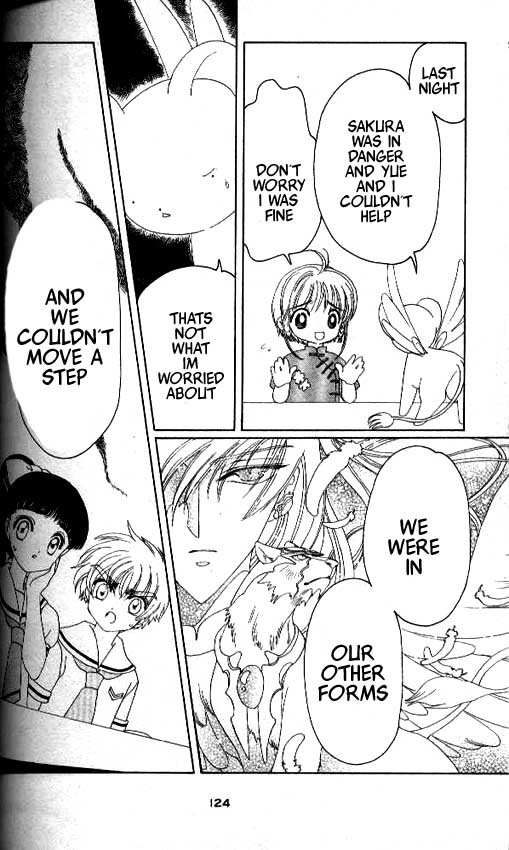 LAST
NIGHT
SAKURA
WAS IN
DANGER
AND YUE
AND I
COULDN'T
HELP
DON'T
WORRY
I WAS
FINE
THATS
NOT
WHAT
IM
WORRIED
ABOUT
WE
WERE
IN
OUR
OTHER
FORMS
AND
WE
COULDN'T
MOVE A
STEP
124